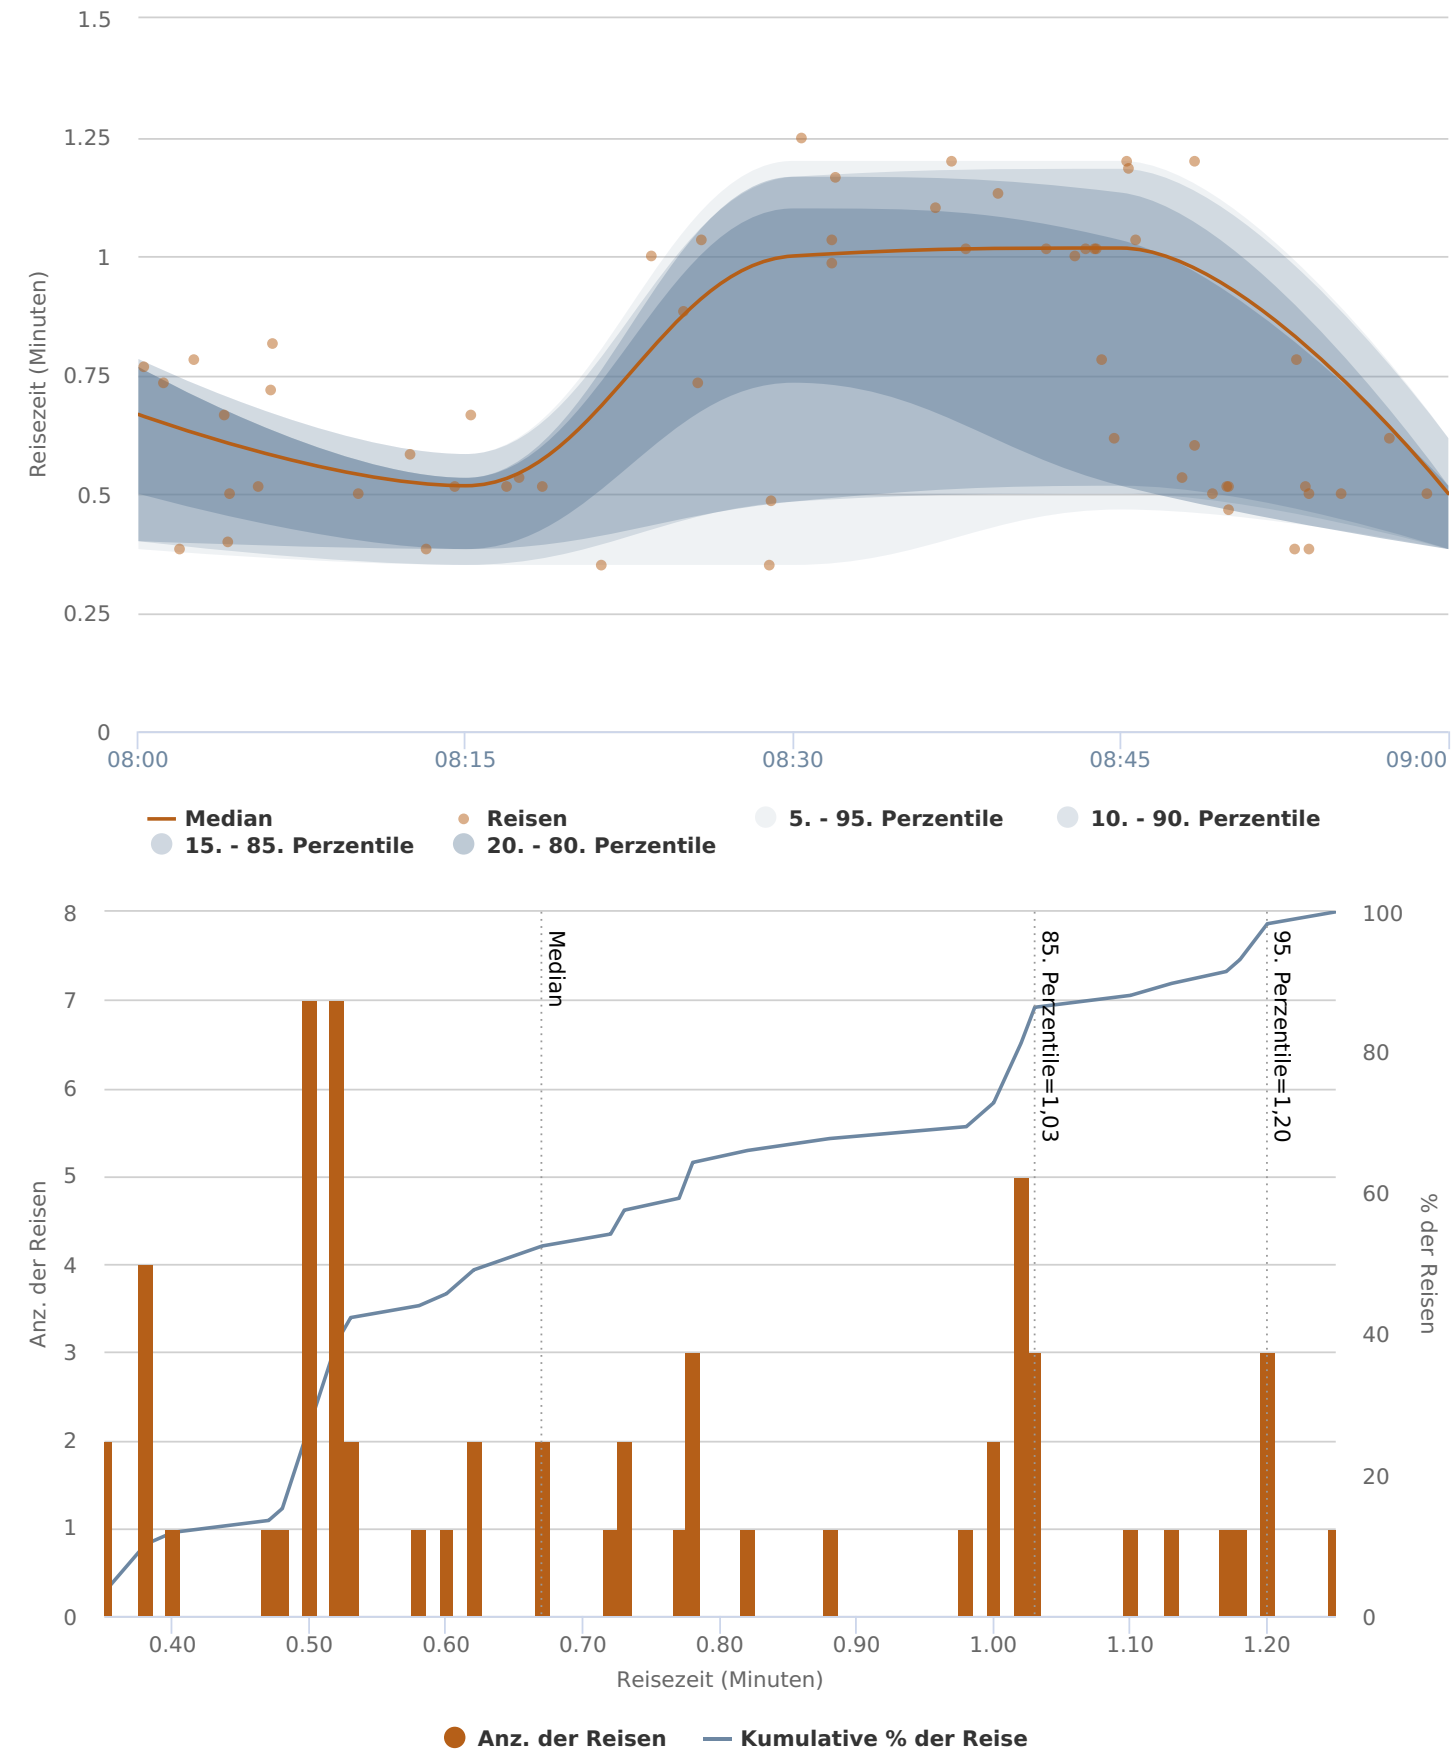 1.5
1.25
1
0.75
0.5
0.25
0
Reisezeit (Minuten)
08:00 08:15 08:30 08:45 09:00
Median Reisen 5. - 95. Perzentile 10. - 90. Perzentile
15. - 85. Perzentile 20. - 80. Perzentile
8
7
6
5
4
3
2
1
0
Anz. der Reisen
Median
85. Perzentile=1,03
95. Perzentile=1,20
100
80
60
40
20
0
% der Reisen
0.40 0.50 0.60 0.70 0.80 0.90 1.00 1.10 1.20
Reisezeit (Minuten)
Anz. der Reisen Kumulative % der Reise